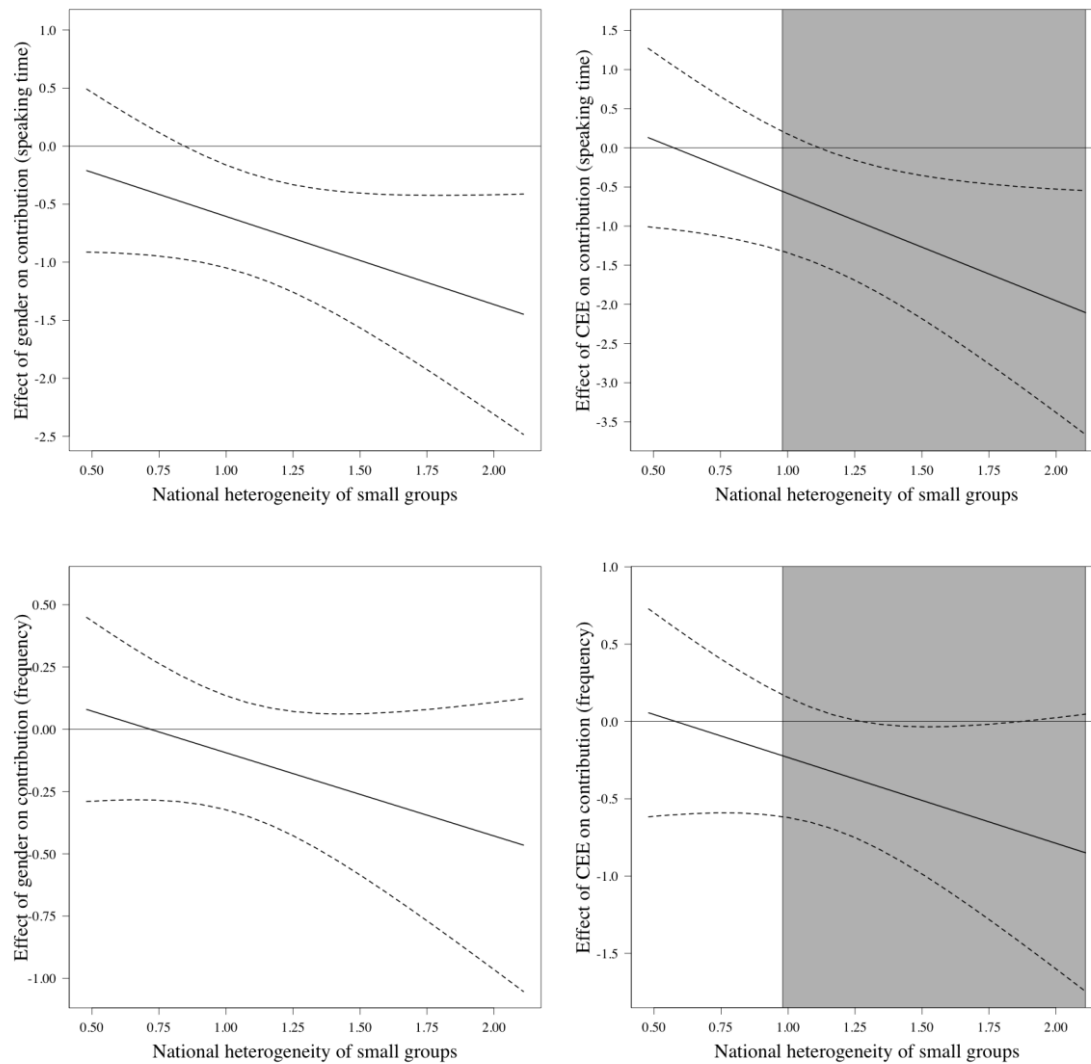 Effect of gender on contribution (speaking time)
1.0
0.5
0.0
-0.5
-1.0
-1.5
-2.0
-2.5
0.50 0.75 1.00 1.25 1.50 1.75 2.00
National heterogeneity of small groups
Effect of CEE on contribution (speaking time)
1.5
1.0
0.5
0.0
-0.5
-1.0
-1.5
-2.0
-2.5
-3.0
-3.5
0.50 0.75 1.00 1.25 1.50 1.75 2.00
National heterogeneity of small groups
Effect of gender on contribution (frequency)
0.50
0.25
0.00
-0.25
-0.50
-0.75
-1.00
0.50 0.75 1.00 1.25 1.50 1.75 2.00
National heterogeneity of small groups
Effect of CEE on contribution (frequency)
1.0
0.5
0.0
-0.5
-1.0
-1.5
0.50 0.75 1.00 1.25 1.50 1.75 2.00
National heterogeneity of small groups